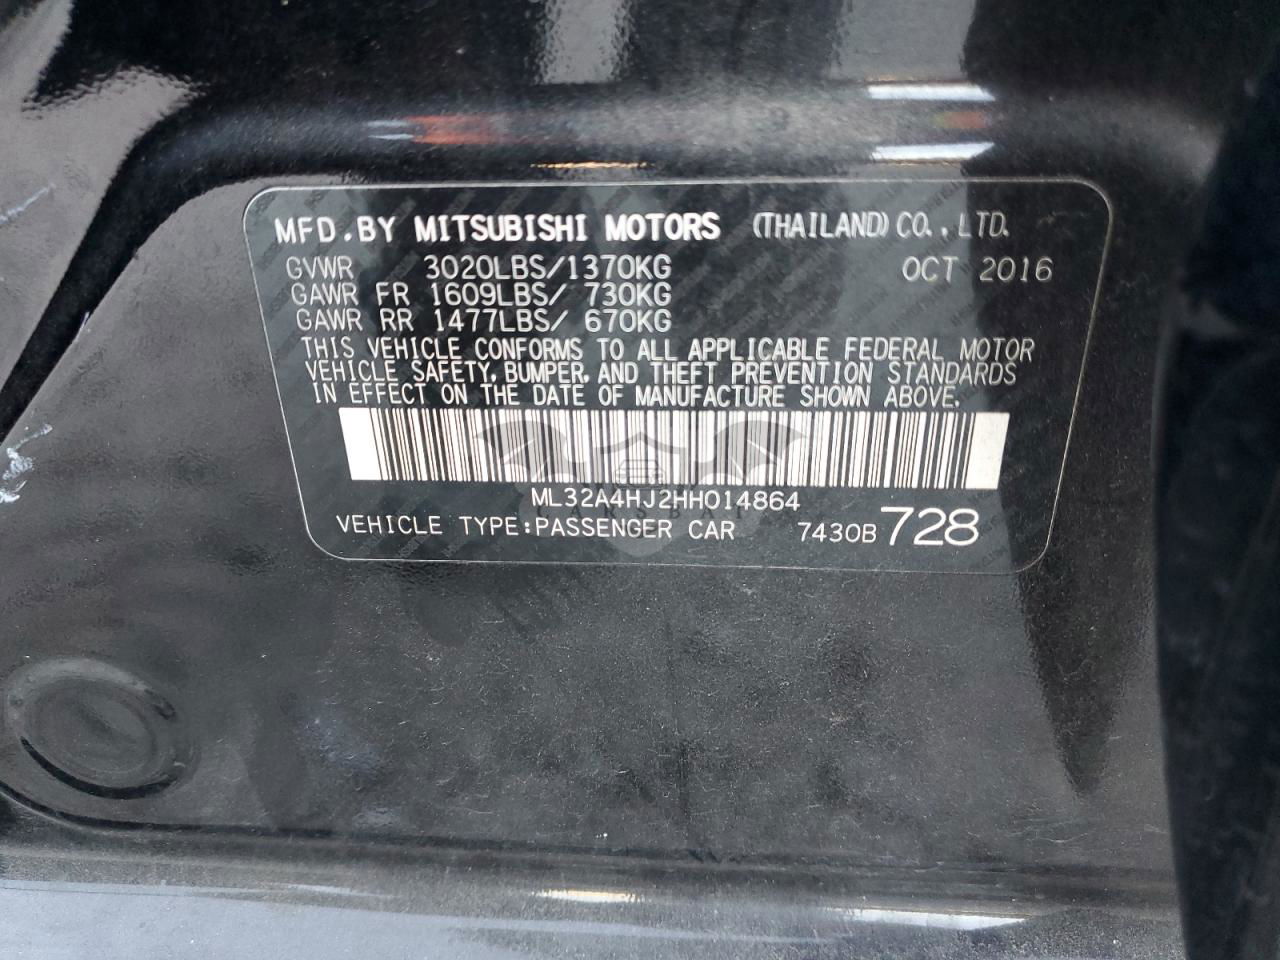 MFD.BY MITSUBISHI MOTORS (THAILAND) CO.,LTD.
GVWR 3020LBS/1370KG OCT 2016
GAWR FR 1609LBS/ 730KG
GAWR RR 1477LBS/ 670KG
THIS VEHICLE CONFORMS TO ALL APPLICABLE FEDERAL MOTOR
VEHICLE SAFETY, BUMPER, AND THEFT PREVENTION STANDARDS
IN EFFECT ON THE DATE OF MANUFACTURE SHOWN ABOVE.
ML32A4HJ2HH014864
VEHICLE TYPE:PASSENGER CAR 7430B 728